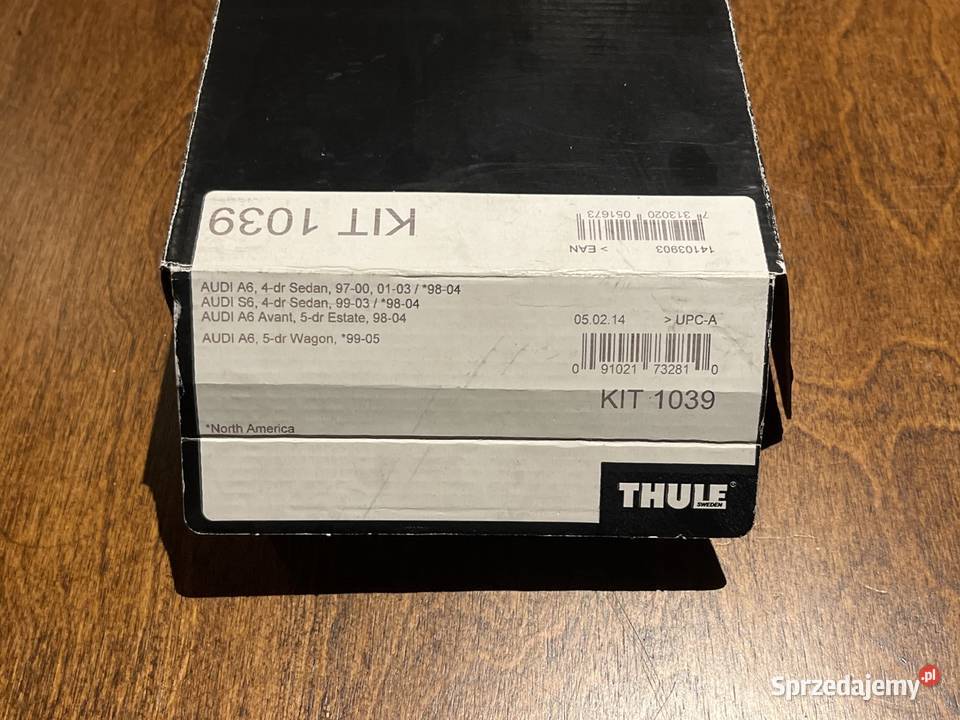 KIT 1039
7 313020 051673
> EAN
14103903
AUDI A6, 4-dr Sedan, 97-00, 01-03 / *98-04
AUDI S6, 4-dr Sedan, 99-03 / *98-04
AUDI A6 Avant, 5-dr Estate, 98-04
AUDI A6, 5-dr Wagon, *99-05
05.02.14 > UPC-A
0 91021 73281 0
KIT 1039
*North America
THULE®
SWEDEN
Sprzedajemy.pl